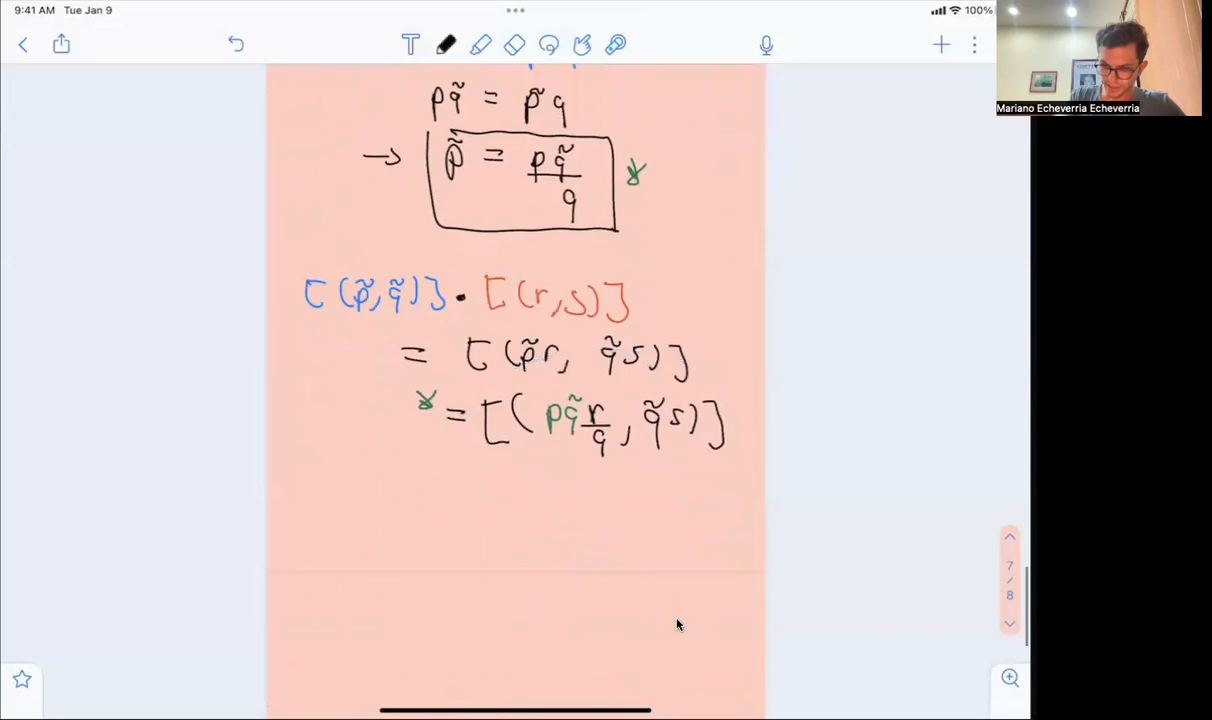 9:41 AM Tue Jan 9
100%
Mariano Echeverria Echeverria
pq̃ = p̃q
→ p̃ = pq̃/q *
[(p̃,q̃)] · [(r,s)]
= [(p̃r, q̃s)]
* = [(pq̃r/q, q̃s)]
7
/
8